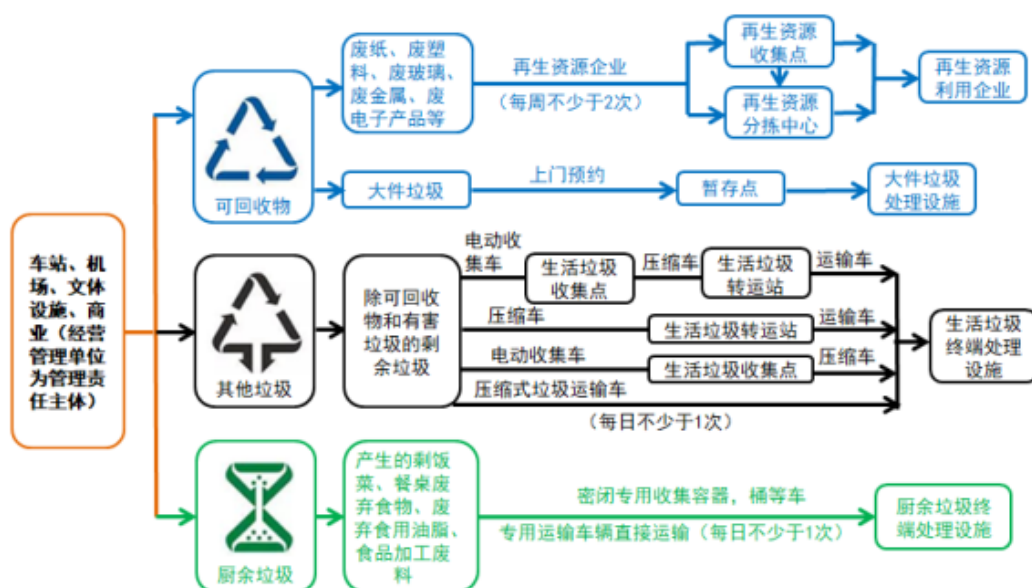 车站、机
场、文体
设施、商
业（经营
管理单位
为管理责
任主体）
可回收物
废纸、废塑
料、废玻璃、
废金属、废
电子产品等
再生资源企业
（每周不少于2次）
再生资源
收集点
再生资源
分拣中心
再生资源
利用企业
大件垃圾
上门预约
暂存点
大件垃圾
处理设施
其他垃圾
除可回收
物和有害
垃圾的剩
余垃圾
电动收
集车
生活垃圾
收集点
压缩车
生活垃圾
转运站
运输车
压缩车
生活垃圾转运站
运输车
电动收集车
生活垃圾收集点
压缩车
压缩式垃圾运输车
（每日不少于1次）
生活垃圾
终端处理
设施
厨余垃圾
产生的剩饭
菜、餐桌废
弃食物、废
弃食用油脂、
食品加工废
料
密闭专用收集容器，桶等车
专用运输车辆直接运输（每日不少于1次）
厨余垃圾终
端处理设施